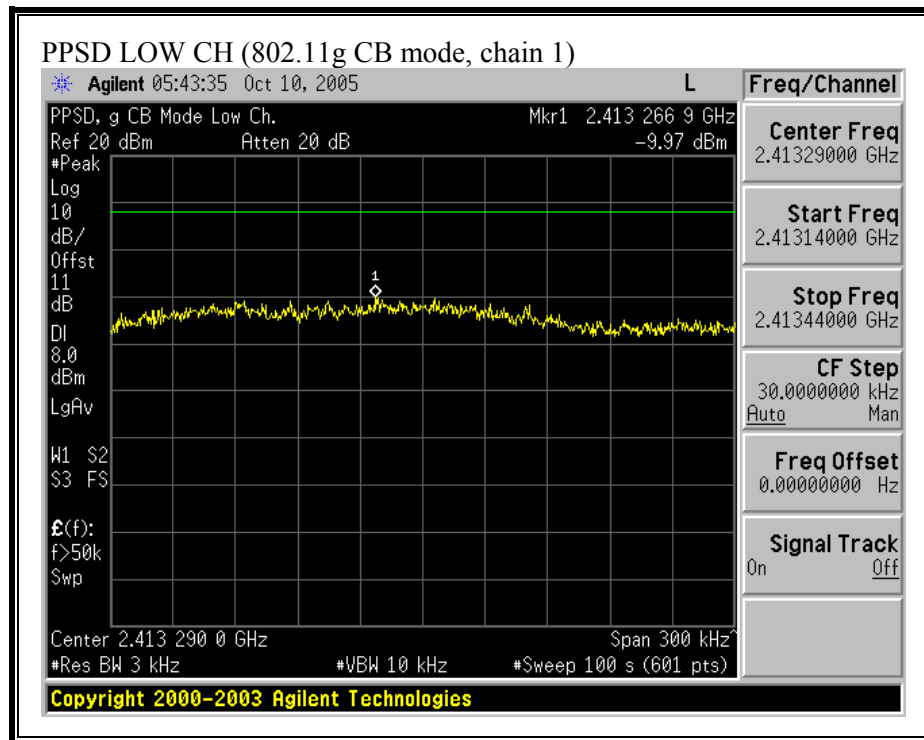 PPSD LOW CH (802.11g CB mode, chain 1)
Agilent 05:43:35 Oct 10, 2005 L
PPSD, g CB Mode Low Ch. Mkr1 2.413 266 9 GHz
Ref 20 dBm Atten 20 dB -9.97 dBm
#Peak
Log
10
dB/
Offst
11
dB
DI
8.0
dBm
LgAv
W1 S2
S3 FS
£(f):
f>50k
Swp
1
Center 2.413 290 0 GHz Span 300 kHz^
#Res BW 3 kHz #VBW 10 kHz #Sweep 100 s (601 pts)
Copyright 2000-2003 Agilent Technologies
Freq/Channel
Center Freq
2.41329000 GHz
Start Freq
2.41314000 GHz
Stop Freq
2.41344000 GHz
CF Step
30.0000000 kHz
Auto Man
Freq Offset
0.00000000 Hz
Signal Track
On Off